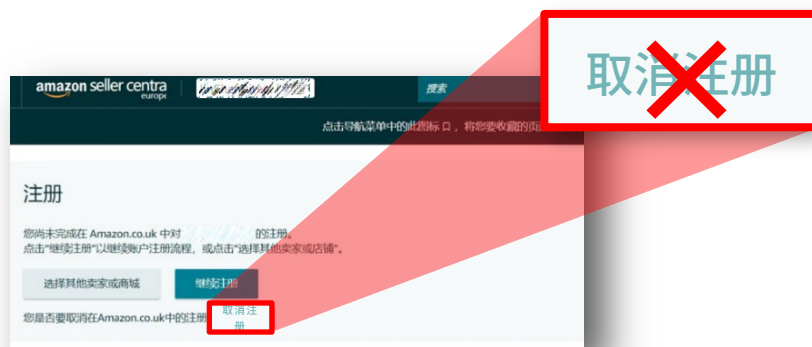 取消注册
amazon seller centra
europe
搜索
点击导航菜单中的此图标 口，将您要收藏的页
注册
您尚未完成在 Amazon.co.uk 中对 的注册。
点击“继续注册”以继续账户注册流程，或点击“选择其他卖家或店铺”。
选择其他卖家或商城
继续注册
您是否要取消在Amazon.co.uk中的注册
取消注
册